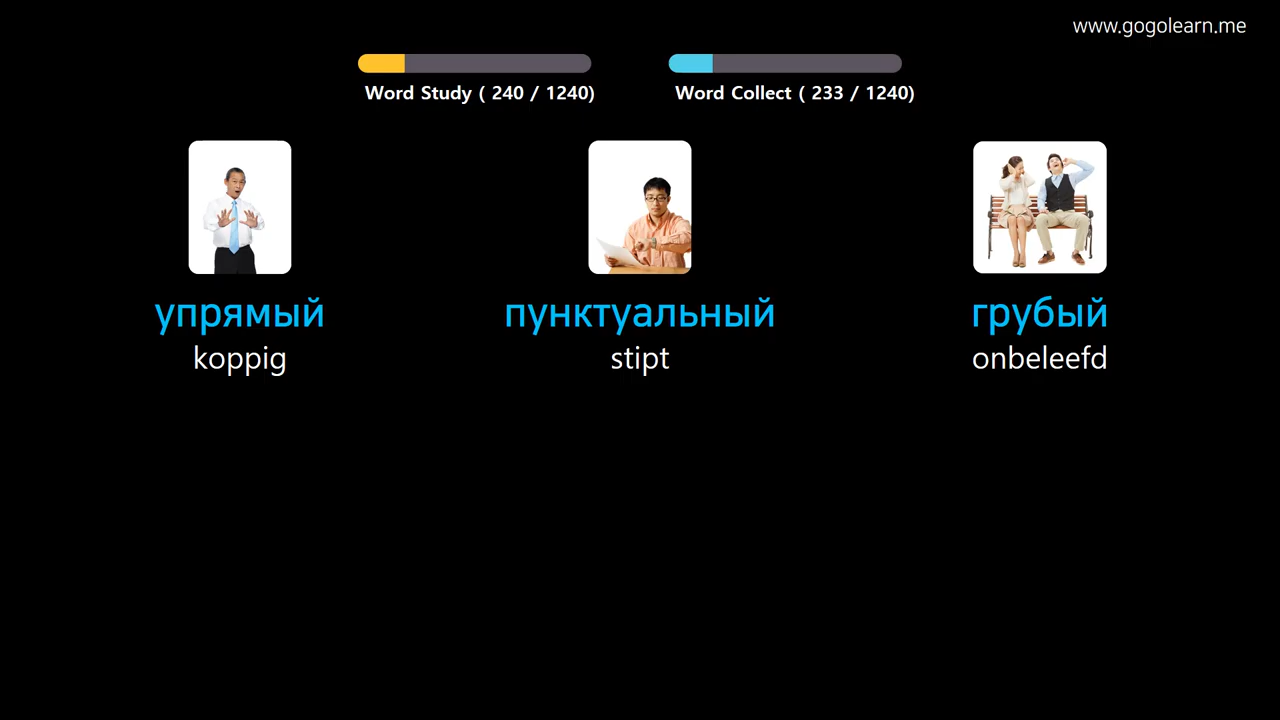 www.gogolearn.me
Word Study ( 240 / 1240)
Word Collect ( 233 / 1240)
упрямый
koppig
пунктуальный
stipt
грубый
onbeleefd